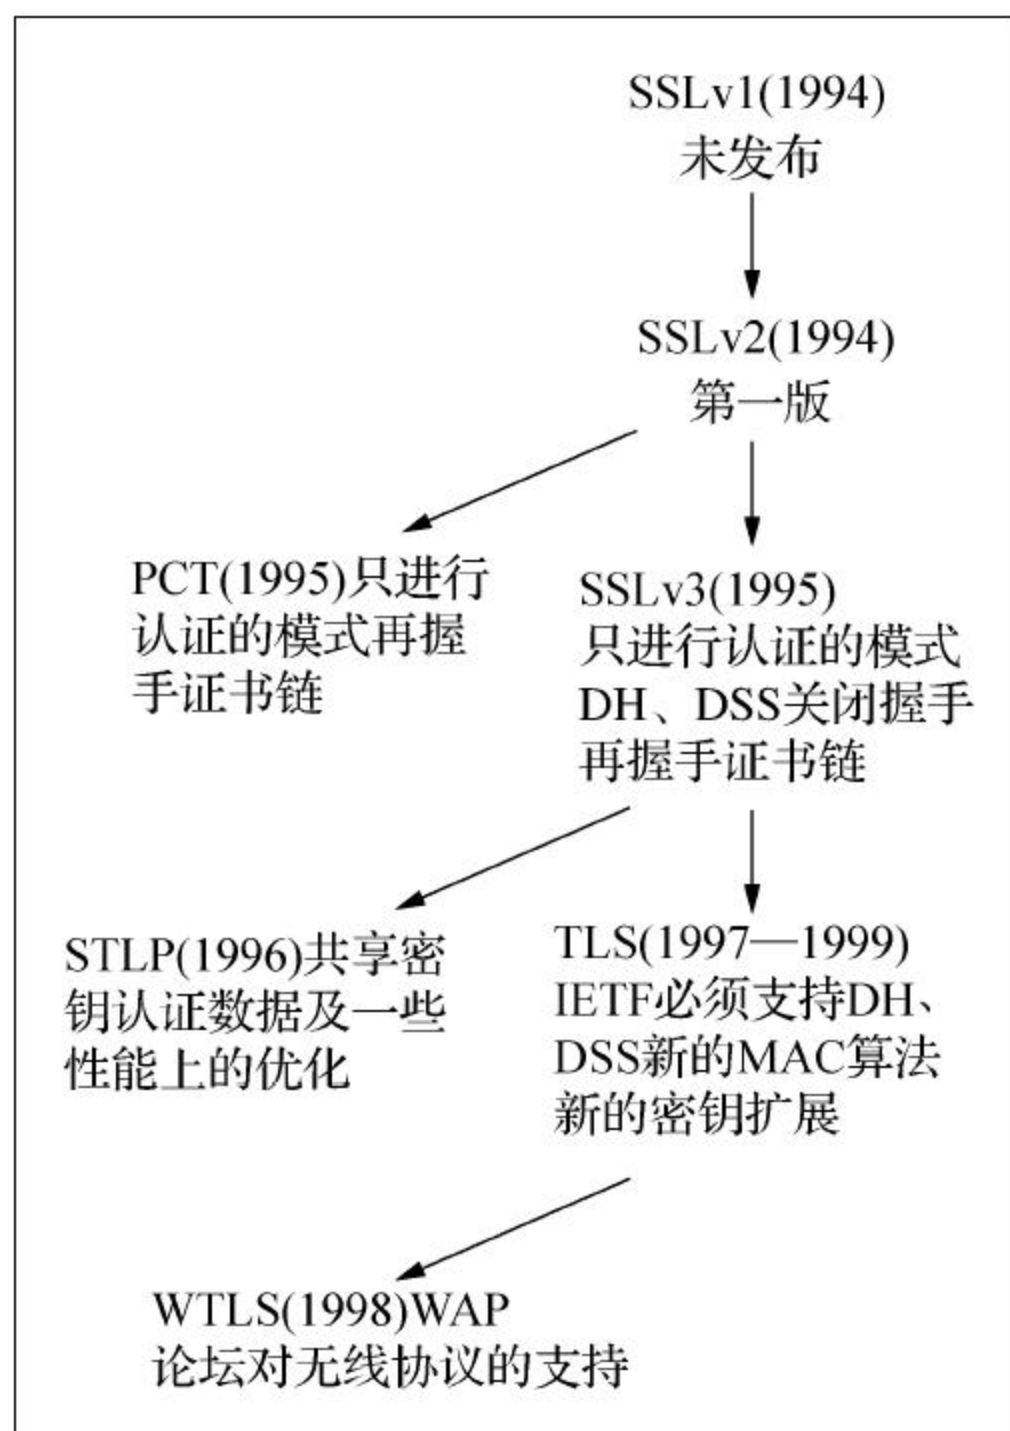 SSLv1(1994)
未发布
SSLv2(1994)
第一版
PCT(1995)只进行
认证的模式再握
手证书链
SSLv3(1995)
只进行认证的模式
DH、DSS关闭握手
再握手证书链
STLP(1996)共享密
钥认证数据及一些
性能上的优化
TLS(1997—1999)
IETF必须支持DH、
DSS新的MAC算法
新的密钥扩展
WTLS(1998)WAP
论坛对无线协议的支持